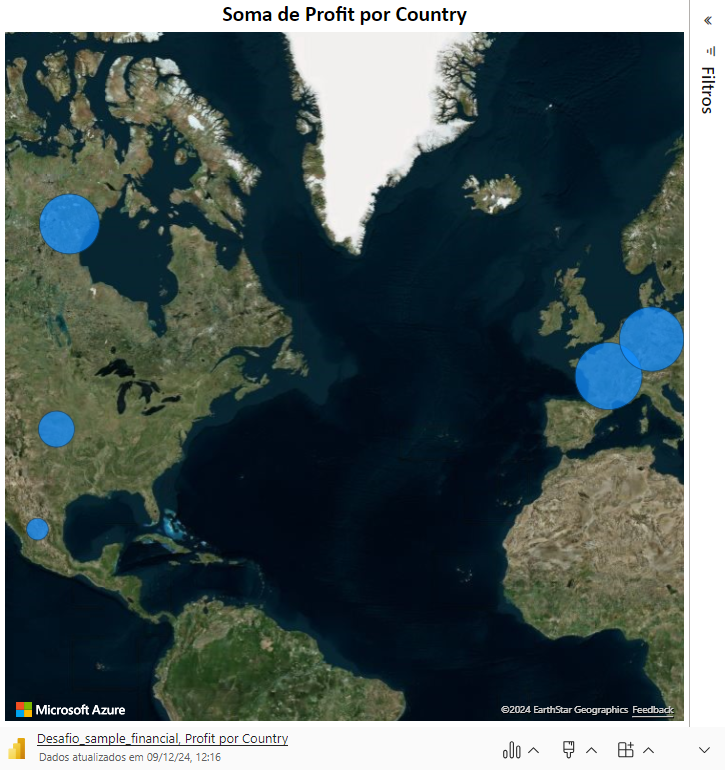 Soma de Profit por Country
Filtros
Microsoft Azure
©2024 EarthStar Geographics Feedback
Desafio_sample_financial, Profit por Country
Dados atualizados em 09/12/24, 12:16